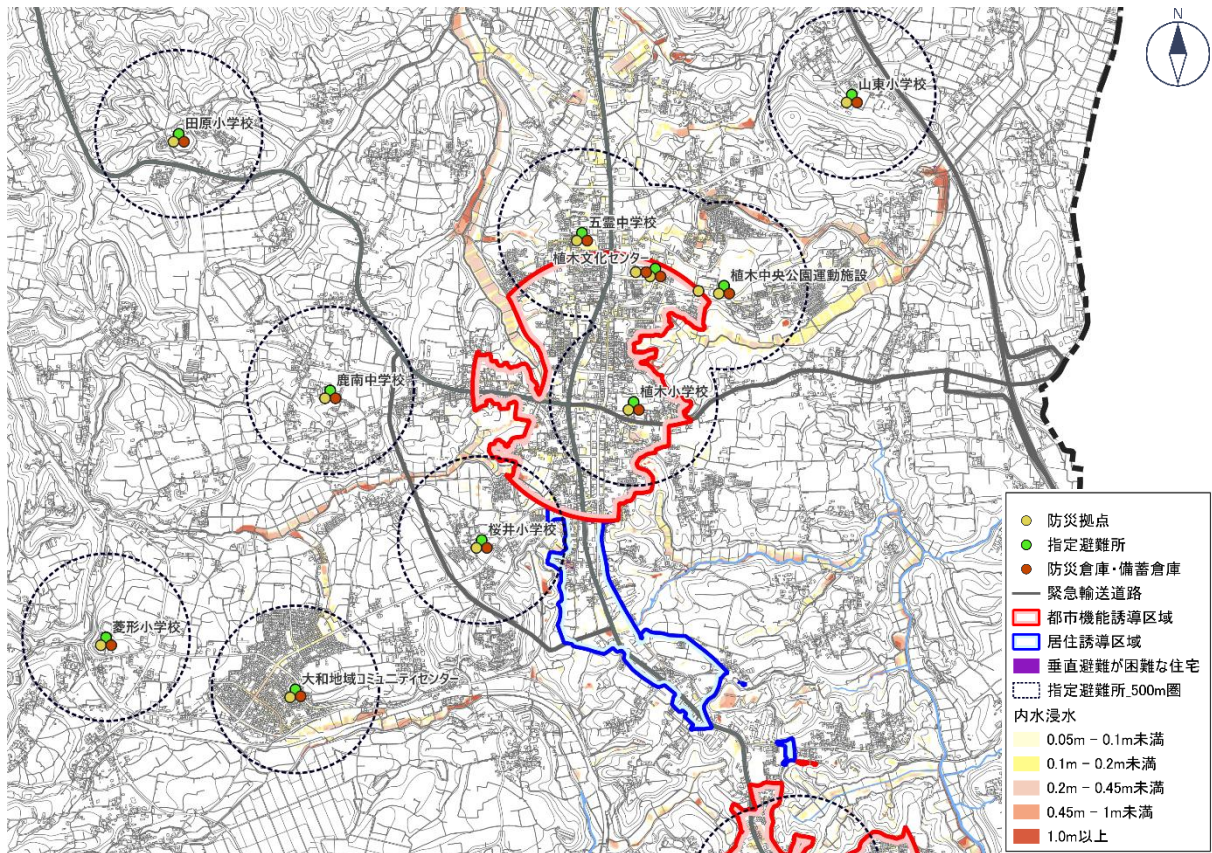 N
山東小学校
田原小学校
五霊中学校
植木文化センター
植木中央公園運動施設
鹿南中学校
植木小学校
桜井小学校
菱形小学校
大和地域コミュニティセンター
防災拠点
指定避難所
防災倉庫・備蓄倉庫
緊急輸送道路
都市機能誘導区域
居住誘導区域
垂直避難が困難な住宅
指定避難所_500m圏
内水浸水
0.05m - 0.1m未満
0.1m - 0.2m未満
0.2m - 0.45m未満
0.45m - 1m未満
1.0m以上